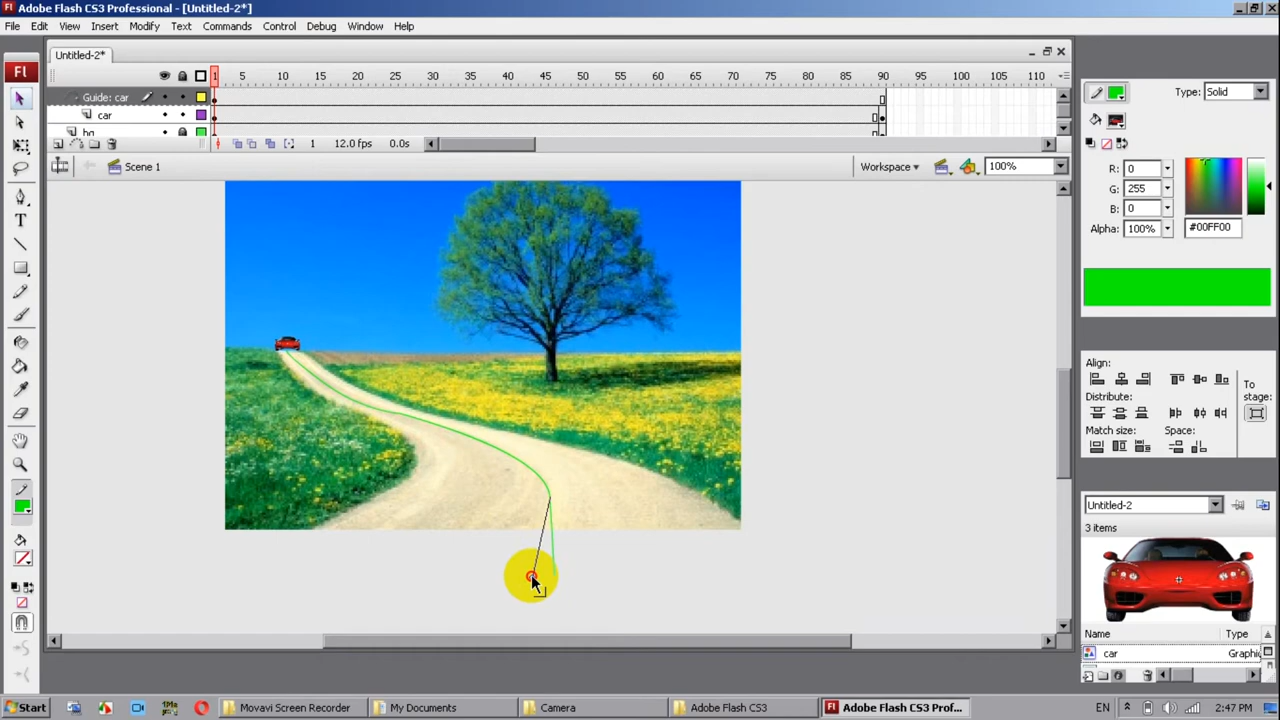 Adobe Flash CS3 Professional - [Untitled-2*]
File Edit View Insert Modify Text Commands Control Debug Window Help
Untitled-2*
1 5 10 15 20 25 30 35 40 45 50 55 60 65 70 75 80 85 90 95 100 105 110
Guide: car
car
bg
1 12.0 fps 0.0s
Scene 1
Workspace
100%
Fl
T
Type: Solid
R: 0
G: 255
B: 0
Alpha: 100%
#00FF00
Align:
Distribute:
Match size: Space:
To
stage:
Untitled-2
3 items
Name Type
car Graphic
Start
1Ma
Movavi Screen Recorder
My Documents
Camera
Adobe Flash CS3
Adobe Flash CS3 Prof...
EN
2:47 PM